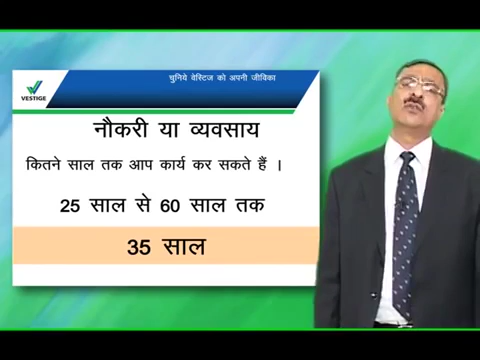 चुनिये वेस्टिज को अपनी जीविका
VESTIGE
नौकरी या व्यवसाय
कितने साल तक आप कार्य कर सकते हैं ।
25 साल से 60 साल तक
35 साल